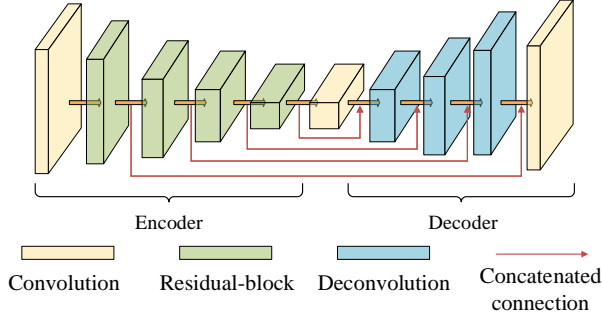 Encoder
Decoder
Convolution
Residual-block
Deconvolution
Concatenated
connection